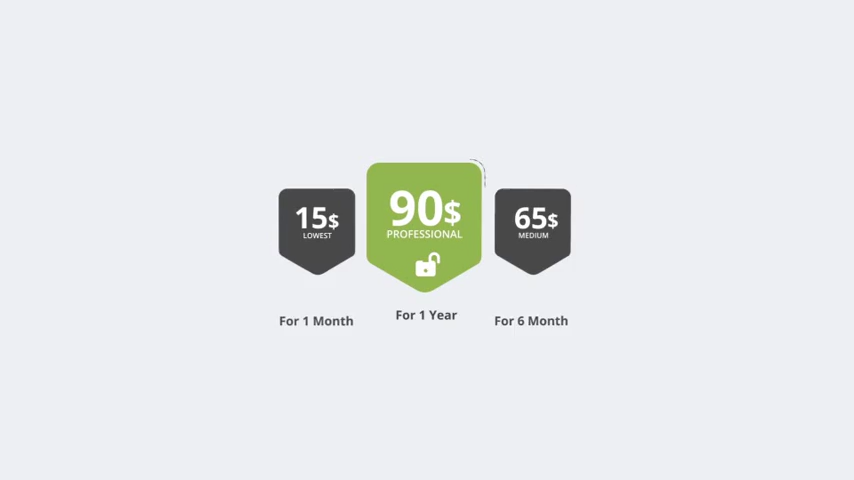 15$
LOWEST
For 1 Month
90$
PROFESSIONAL
For 1 Year
65$
MEDIUM
For 6 Month